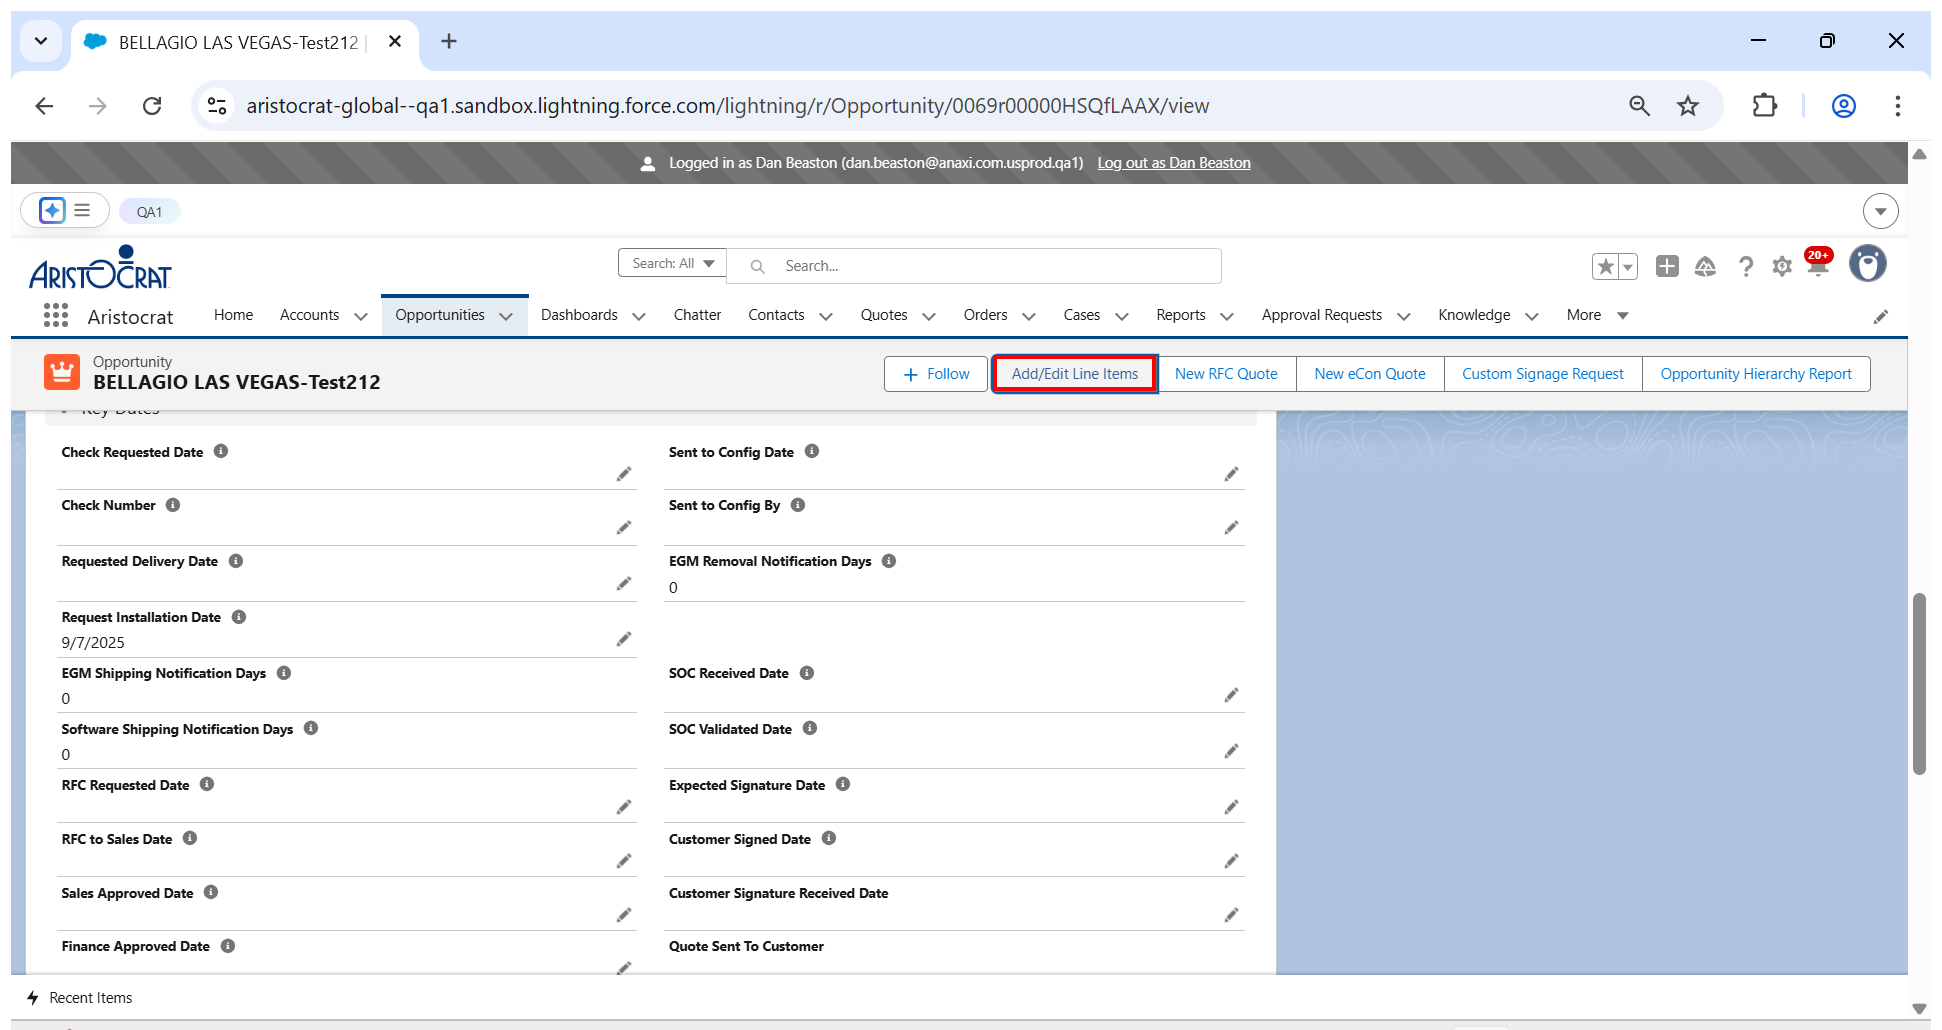 BELLAGIO LAS VEGAS-Test212
aristocrat-global--qa1.sandbox.lightning.force.com/lightning/r/Opportunity/0069r00000HSQfLAAX/view
Logged in as Dan Beaston (dan.beaston@anaxi.com.usprod.qa1) Log out as Dan Beaston
QA1
ARISTOCRAT
Search: All Search...
20+
Aristocrat Home Accounts Opportunities Dashboards Chatter Contacts Quotes Orders Cases Reports Approval Requests Knowledge More
Opportunity
BELLAGIO LAS VEGAS-Test212
Follow Add/Edit Line Items New RFC Quote New eCon Quote Custom Signage Request Opportunity Hierarchy Report
Key Dates
Check Requested Date Sent to Config Date
Check Number Sent to Config By
Requested Delivery Date EGM Removal Notification Days
0
Request Installation Date
9/7/2025
EGM Shipping Notification Days SOC Received Date
0
Software Shipping Notification Days SOC Validated Date
0
RFC Requested Date Expected Signature Date
RFC to Sales Date Customer Signed Date
Sales Approved Date Customer Signature Received Date
Finance Approved Date Quote Sent To Customer
Recent Items